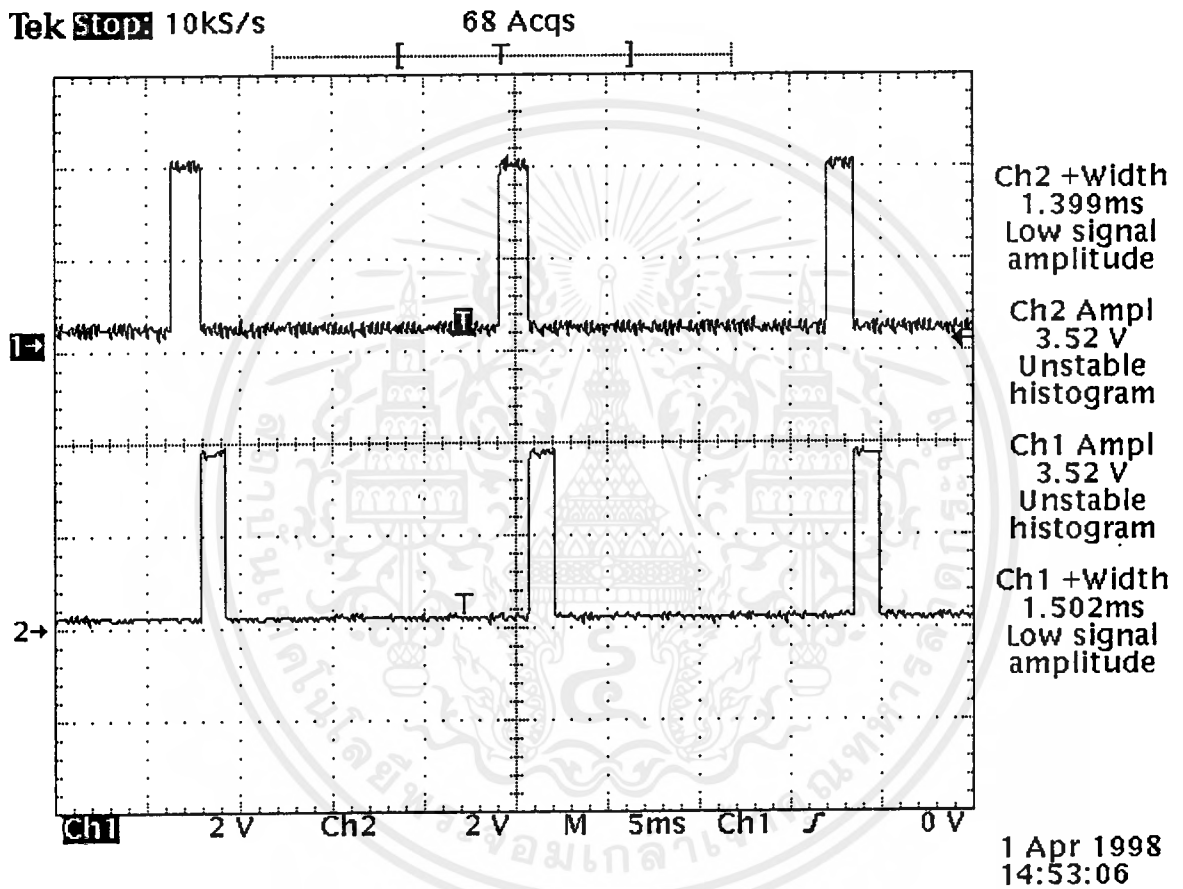 Tek Stop: 10kS/s 68 Acqs
T
Ch2 +Width
1.399ms
Low signal
amplitude
Ch2 Ampl
3.52 V
Unstable
histogram
Ch1 Ampl
3.52 V
Unstable
histogram
Ch1 +Width
1.502ms
Low signal
amplitude
T
1
T
2
Ch1 2 V Ch2 2 V M 5ms Ch1 0 V
1 Apr 1998
14:53:06